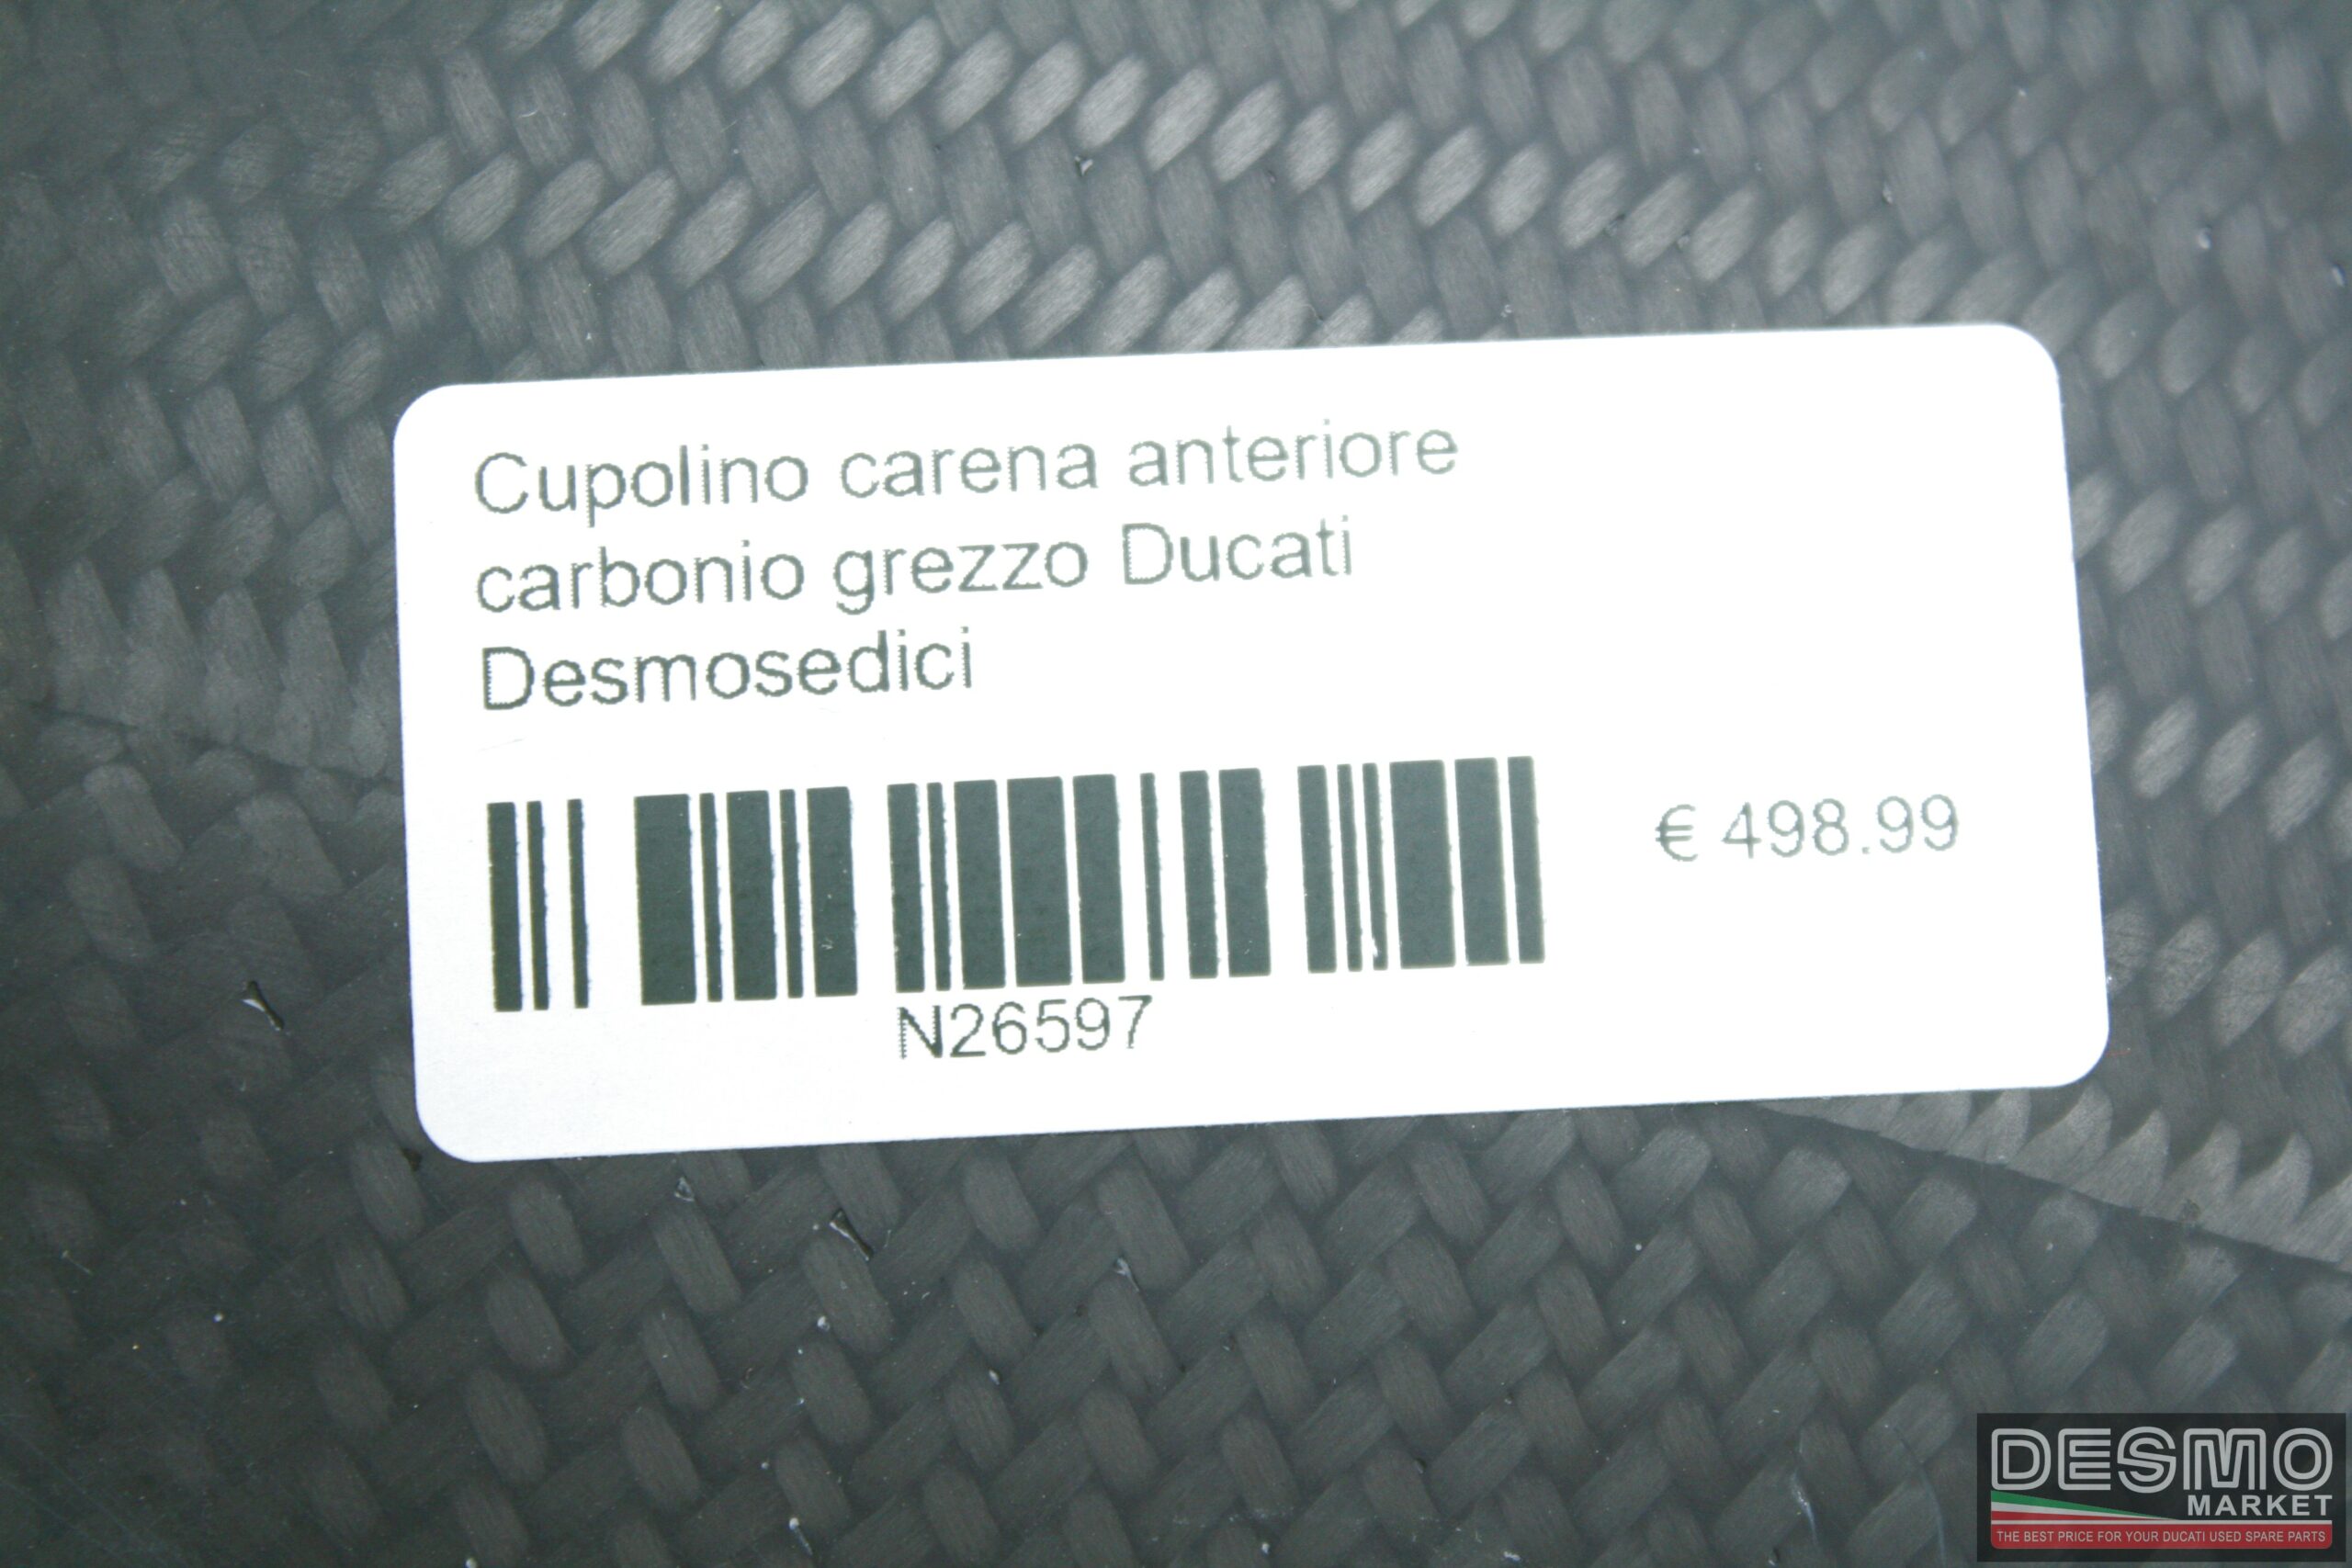 Cupolino carena anteriore
carbonio grezzo Ducati
Desmosedici
€ 498.99
N26597
DESMO
MARKET
THE BEST PRICE FOR YOUR DUCATI USED SPARE PARTS